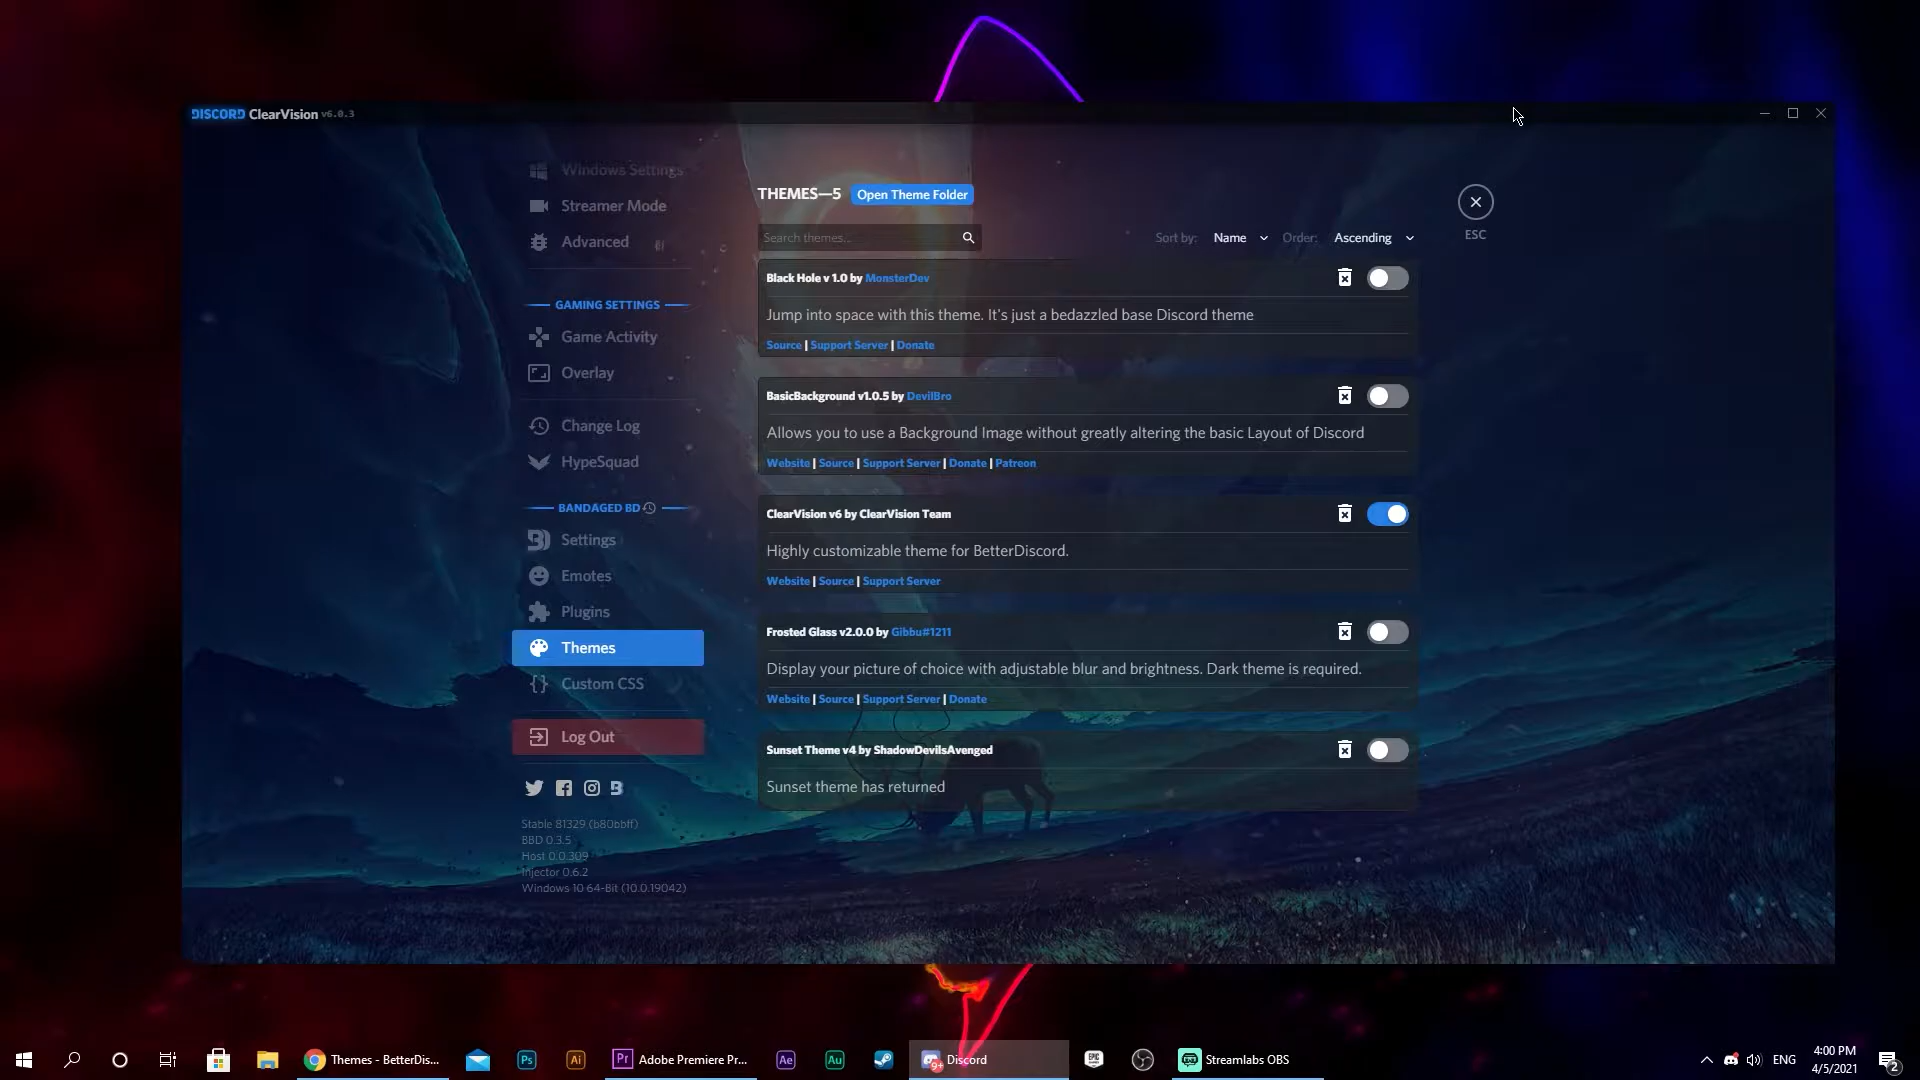 DISCORD ClearVision v6.0.3
Windows Settings
Streamer Mode
Advanced
GAMING SETTINGS
Game Activity
Overlay
Change Log
HypeSquad
BANDAGED BD
Settings
Emotes
Plugins
Themes
Custom CSS
Log Out
Stable 81329 (b80bbff)
BBD 0.3.5
Host 0.0.309
Injector 0.6.2
Windows 10 64-Bit (10.0.19042)
THEMES—5 Open Theme Folder
Search themes...
Sort by: Name Order: Ascending
ESC
Black Hole v 1.0 by MonsterDev
Jump into space with this theme. It's just a bedazzled base Discord theme
Source | Support Server | Donate
BasicBackground v1.0.5 by DevilBro
Allows you to use a Background Image without greatly altering the basic Layout of Discord
Website | Source | Support Server | Donate | Patreon
ClearVision v6 by ClearVision Team
Highly customizable theme for BetterDiscord.
Website | Source | Support Server
Frosted Glass v2.0.0 by Gibbu#1211
Display your picture of choice with adjustable blur and brightness. Dark theme is required.
Website | Source | Support Server | Donate
Sunset Theme v4 by ShadowDevilsAvenged
Sunset theme has returned
Themes - BetterDis...
Ps
Ai
Pr Adobe Premiere Pr...
Ae
Au
9+ Discord
EPIC
Streamlabs OBS
ENG
4:00 PM
4/5/2021
2